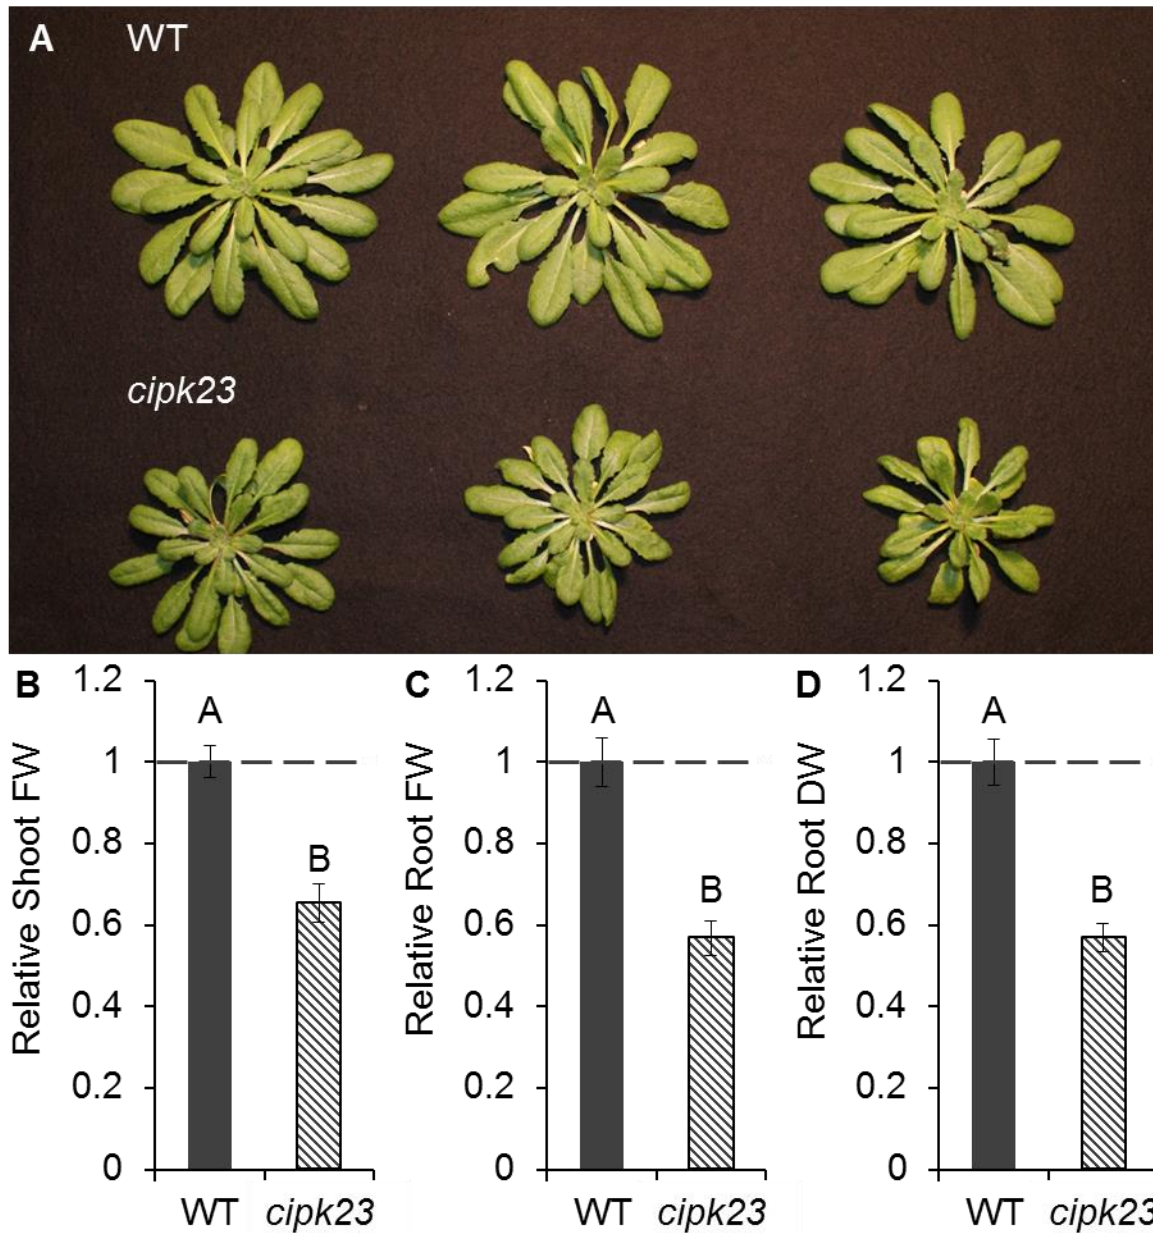 A WT
cipk23
B 1.2
A
1
0.8
B
0.6
0.4
0.2
0
Relative Shoot FW
WT cipk23
C 1.2
A
1
0.8
B
0.6
0.4
0.2
0
Relative Root FW
WT cipk23
D 1.2
A
1
0.8
B
0.6
0.4
0.2
0
Relative Root DW
WT cipk23